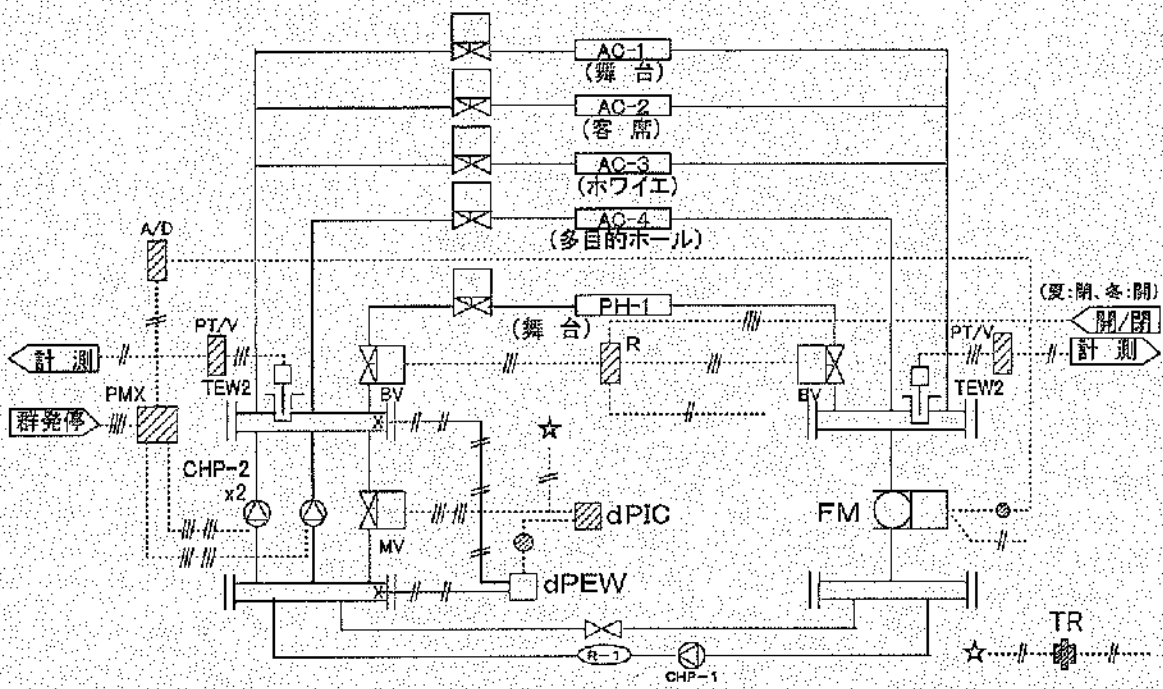 AC-1
(舞 台)
AC-2
(客 席)
AC-3
(ホワイエ)
AC-4
(多目的ホール)
A/D
PH-1
(舞 台)
(夏:閉、冬:開)
開/閉
PT/V
計 測
TEW2
BV
R
BV
PT/V
計 測
TEW2
PMX
群発停
CHP-2
x2
MV
dPIC
dPEW
FM
R-1
CHP-1
TR